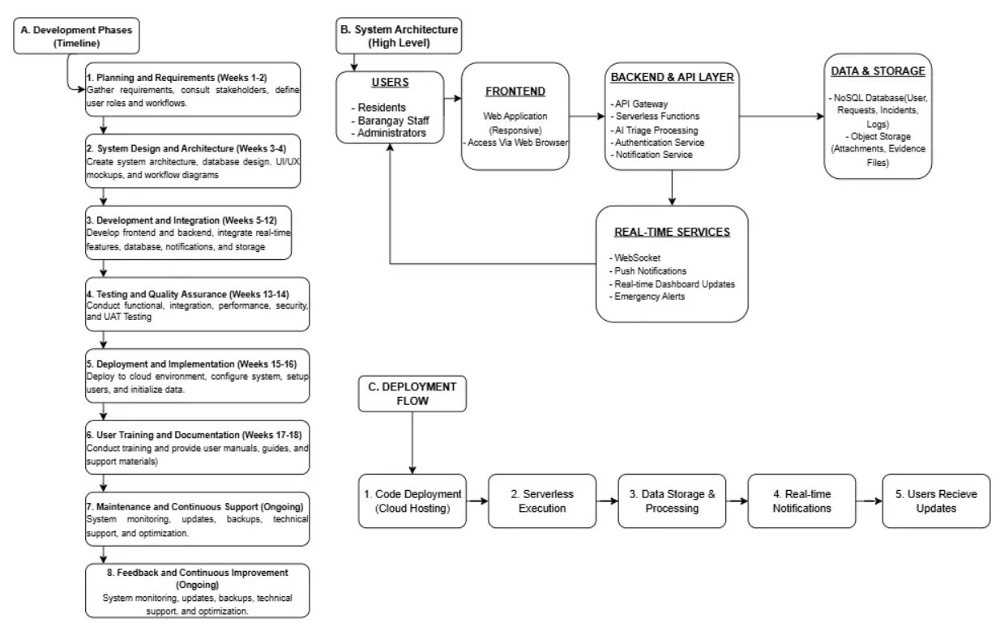 A. Development Phases
(Timeline)
1. Planning and Requirements (Weeks 1-2)
Gather requirements, consult stakeholders, define
user roles and workflows.
2. System Design and Architecture (Weeks 3-4)
Create system architecture, database design. UI/UX
mockups, and workflow diagrams
3. Development and Integration (Weeks 5-12)
Develop frontend and backend, integrate real-time
features, database, notifications, and storage
4. Testing and Quality Assurance (Weeks 13-14)
Conduct functional, integration, performance, security,
and UAT Testing
5. Deployment and Implementation (Weeks 15-16)
Deploy to cloud environment, configure system, setup
users, and initialize data.
6. User Training and Documentation (Weeks 17-18)
Conduct training and provide user manuals, guides, and
support materials)
7. Maintenance and Continuous Support (Ongoing)
System monitoring, updates, backups, technical
support, and optimization.
8. Feedback and Continuous Improvement
(Ongoing)
System monitoring, updates, backups, technical
support, and optimization.
B. System Architecture
(High Level)
USERS
- Residents
- Barangay Staff
- Administrators
FRONTEND
Web Application
(Responsive)
- Access Via Web Browser
BACKEND & API LAYER
- API Gateway
- Serverless Functions
- AI Triage Processing
- Authentication Service
- Notification Service
DATA & STORAGE
- NoSQL Database(User,
Requests, Incidents,
Logs)
- Object Storage
(Attachments, Evidence
Files)
REAL-TIME SERVICES
- WebSocket
- Push Notifications
- Real-time Dashboard Updates
- Emergency Alerts
C. DEPLOYMENT
FLOW
1. Code Deployment
(Cloud Hosting)
2. Serverless
Execution
3. Data Storage &
Processing
4. Real-time
Notifications
5. Users Recieve
Updates